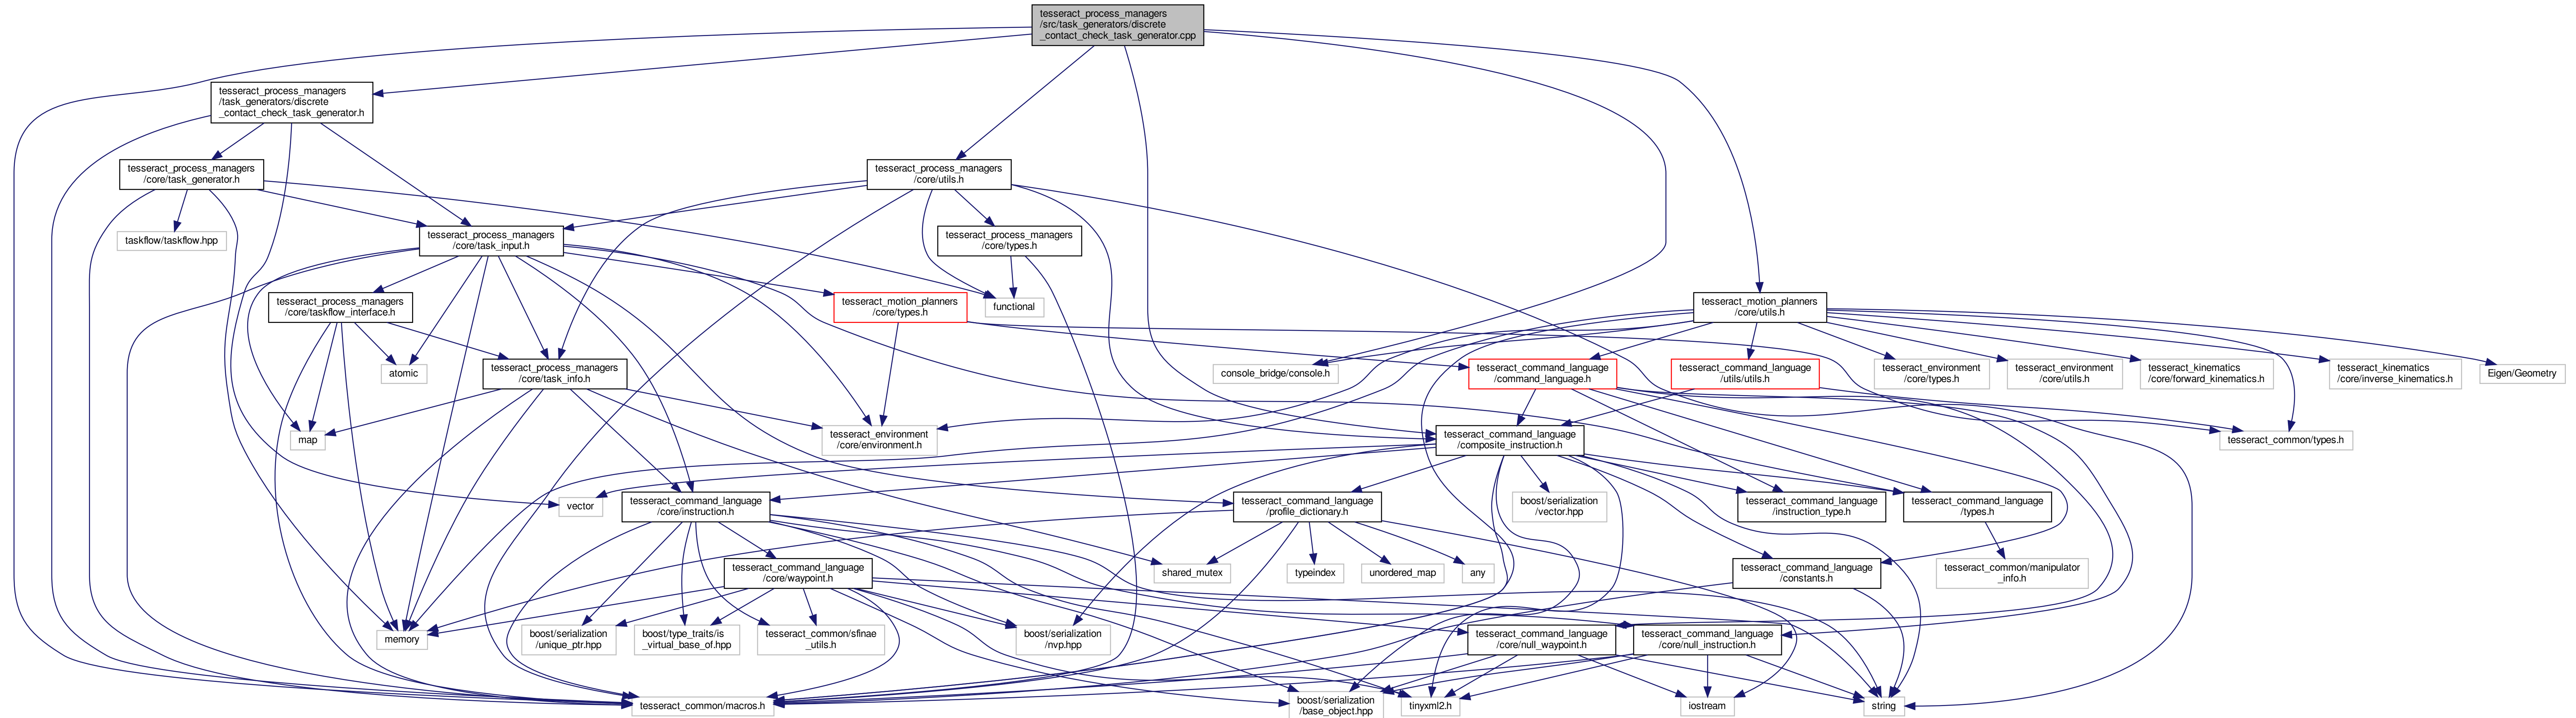 tesseract_process_managers
/src/task_generators/discrete
_contact_check_task_generator.cpp
tesseract_process_managers
/task_generators/discrete
_contact_check_task_generator.h
tesseract_process_managers
/core/task_generator.h
tesseract_process_managers
/core/utils.h
taskflow/taskflow.hpp
tesseract_process_managers
/core/task_input.h
tesseract_process_managers
/core/types.h
tesseract_process_managers
/core/taskflow_interface.h
tesseract_motion_planners
/core/types.h
functional
tesseract_motion_planners
/core/utils.h
atomic
tesseract_process_managers
/core/task_info.h
console_bridge/console.h
tesseract_command_language
/command_language.h
tesseract_command_language
/utils/utils.h
tesseract_environment
/core/types.h
tesseract_environment
/core/utils.h
tesseract_kinematics
/core/forward_kinematics.h
tesseract_kinematics
/core/inverse_kinematics.h
Eigen/Geometry
map
tesseract_environment
/core/environment.h
tesseract_command_language
/composite_instruction.h
tesseract_common/types.h
vector
tesseract_command_language
/core/instruction.h
tesseract_command_language
/profile_dictionary.h
boost/serialization
/vector.hpp
tesseract_command_language
/instruction_type.h
tesseract_command_language
/types.h
tesseract_command_language
/core/waypoint.h
shared_mutex
typeindex
unordered_map
any
tesseract_command_language
/constants.h
tesseract_common/manipulator
_info.h
memory
boost/serialization
/unique_ptr.hpp
boost/type_traits/is
_virtual_base_of.hpp
tesseract_common/sfinae
_utils.h
boost/serialization
/nvp.hpp
tesseract_command_language
/core/null_waypoint.h
tesseract_command_language
/core/null_instruction.h
tesseract_common/macros.h
boost/serialization
/base_object.hpp
tinyxml2.h
iostream
string